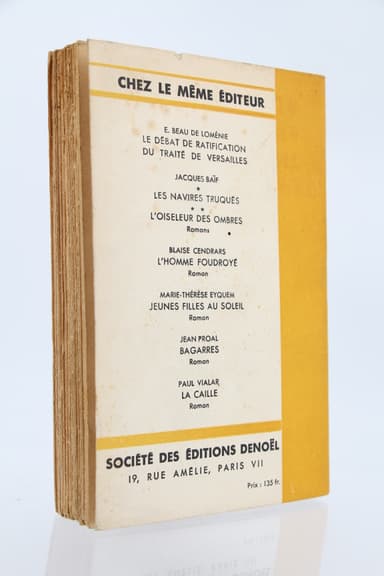 CHEZ LE MÊME ÉDITEUR
E. BEAU DE LOMÉNIE
LE DÉBAT DE RATIFICATION
DU TRAITÉ DE VERSAILLES
JACQUES BAÏF
*
LES NAVIRES TRUQUÉS
* *
L'OISELEUR DES OMBRES
Romans
BLAISE CENDRARS
L'HOMME FOUDROYÉ
Roman
MARIE-THÉRÈSE EYQUEM
JEUNES FILLES AU SOLEIL
Roman
JEAN PROAL
BAGARRES
Roman
PAUL VIALAR
LA CAILLE
Roman
SOCIÉTÉ DES ÉDITIONS DENOËL
19, RUE AMÉLIE, PARIS VII
Prix : 135 fr.